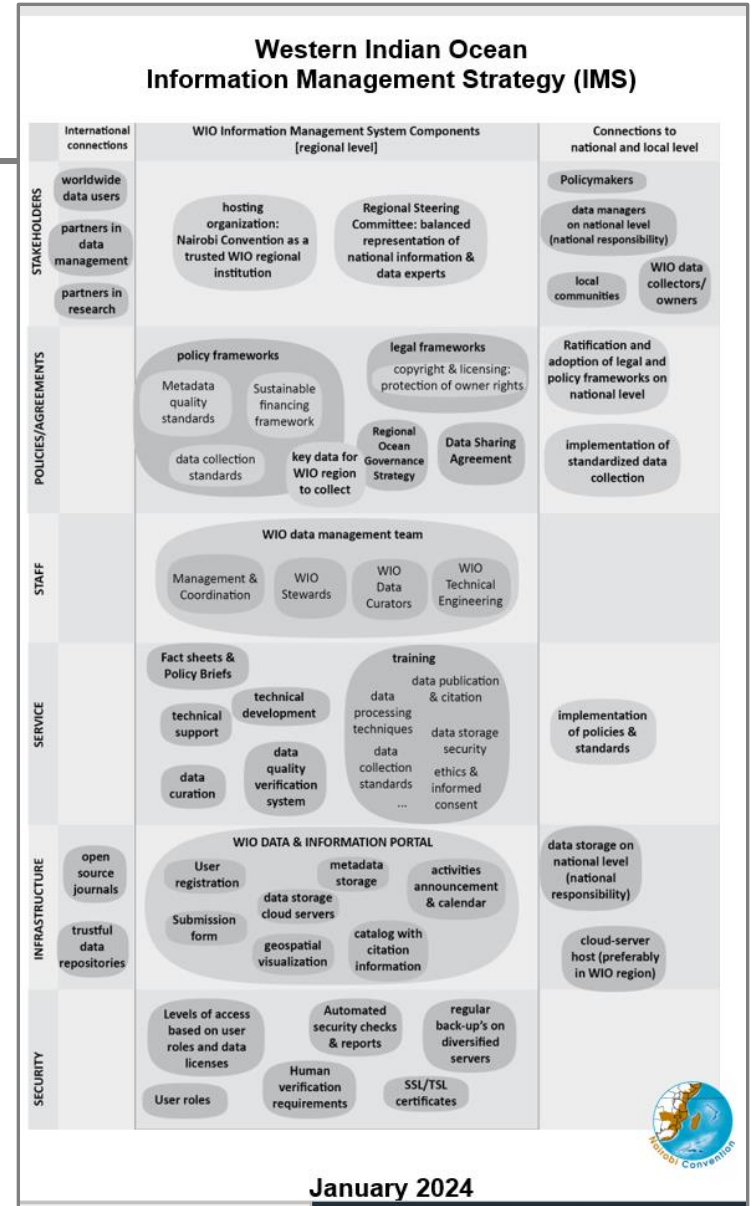 Western Indian Ocean
Information Management Strategy (IMS)
International
connections
WIO Information Management System Components
[regional level]
Connections to
national and local level
STAKEHOLDERS
worldwide
data users
partners in
data
management
partners in
research
hosting
organization:
Nairobi Convention as a
trusted WIO regional
institution
Regional Steering
Committee: balanced
representation of
national information &
data experts
Policymakers
data managers
on national level
(national responsibility)
local
communities
WIO data
collectors/
owners
POLICIES/AGREEMENTS
policy frameworks
Metadata
quality
standards
Sustainable
financing
framework
data collection
standards
key data for
WIO region
to collect
legal frameworks
copyright & licensing:
protection of owner rights
Regional
Ocean
Governance
Strategy
Data Sharing
Agreement
Ratification and
adoption of legal and
policy frameworks on
national level
implementation of
standardized data
collection
STAFF
WIO data management team
Management &
Coordination
WIO
Stewards
WIO
Data
Curators
WIO
Technical
Engineering
SERVICE
Fact sheets &
Policy Briefs
technical
development
technical
support
data
curation
data
quality
verification
system
training
data publication
& citation
data
processing
techniques
data storage
security
data
collection
standards
ethics &
informed
consent
...
implementation
of policies &
standards
INFRASTRUCTURE
open
source
journals
trustful
data
repositories
WIO DATA & INFORMATION PORTAL
User
registration
metadata
storage
activities
announcement
& calendar
data storage
cloud servers
Submission
form
geospatial
visualization
catalog with
citation
information
data storage on
national level
(national
responsibility)
cloud-server
host (preferably
in WIO region)
SECURITY
Levels of access
based on user
roles and data
licenses
Automated
security checks
& reports
regular
back-up's on
diversified
servers
User roles
Human
verification
requirements
SSL/TSL
certificates
Nairobi Convention
January 2024